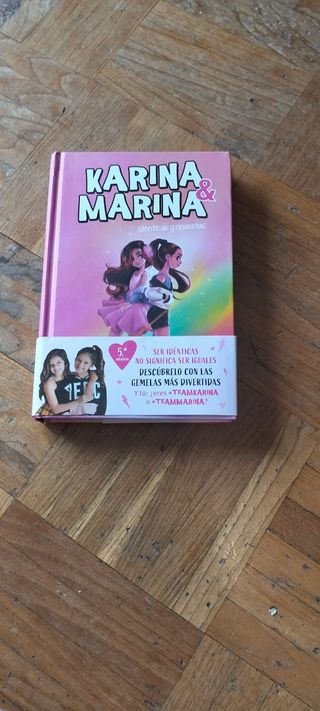 KARINA
&
MARINA
Idénticas y opuestas
5.ª
edición
SER IDÉNTICAS
NO SIGNIFICA SER IGUALES
DESCÚBRELO CON LAS
GEMELAS MÁS DIVERTIDAS
Y tú: ¿eres #TEAMKARINA
o #TEAMMARINA?